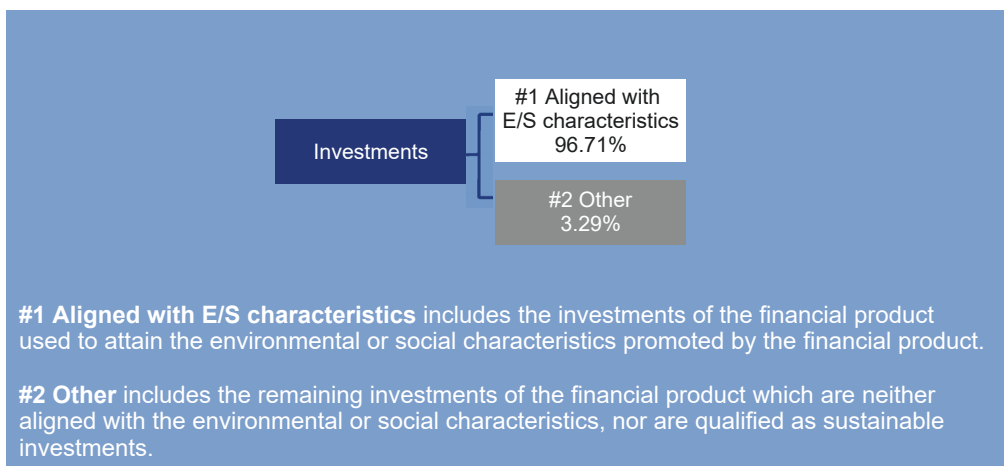 Investments
#1 Aligned with
E/S characteristics
96.71%
#2 Other
3.29%
#1 Aligned with E/S characteristics includes the investments of the financial product
used to attain the environmental or social characteristics promoted by the financial product.
#2 Other includes the remaining investments of the financial product which are neither
aligned with the environmental or social characteristics, nor are qualified as sustainable
investments.